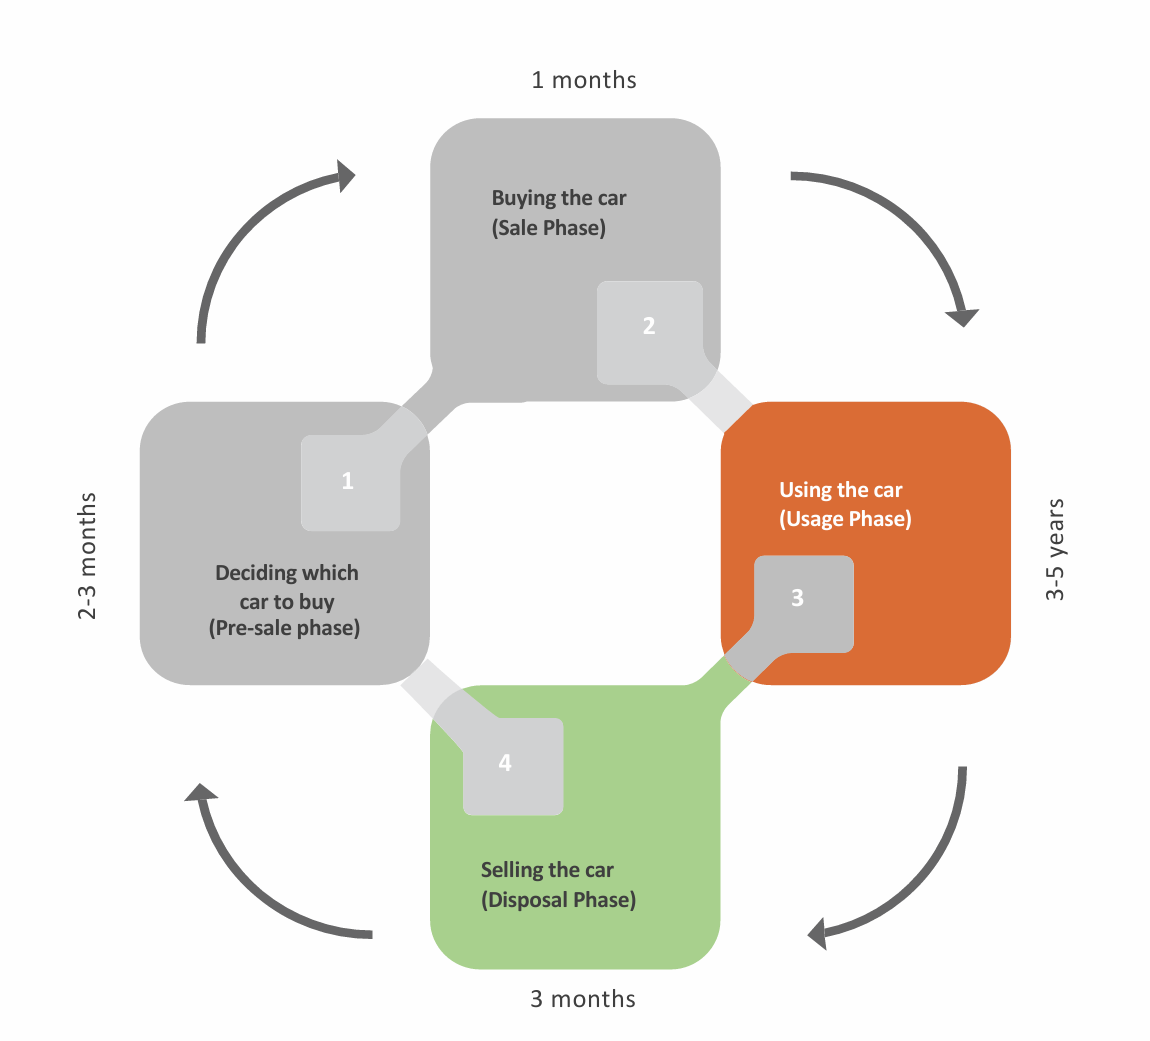 1 months
Buying the car
(Sale Phase)
2
1
Deciding which
car to buy
(Pre-sale phase)
2-3 months
Using the car
(Usage Phase)
3
3-5 years
4
Selling the car
(Disposal Phase)
3 months